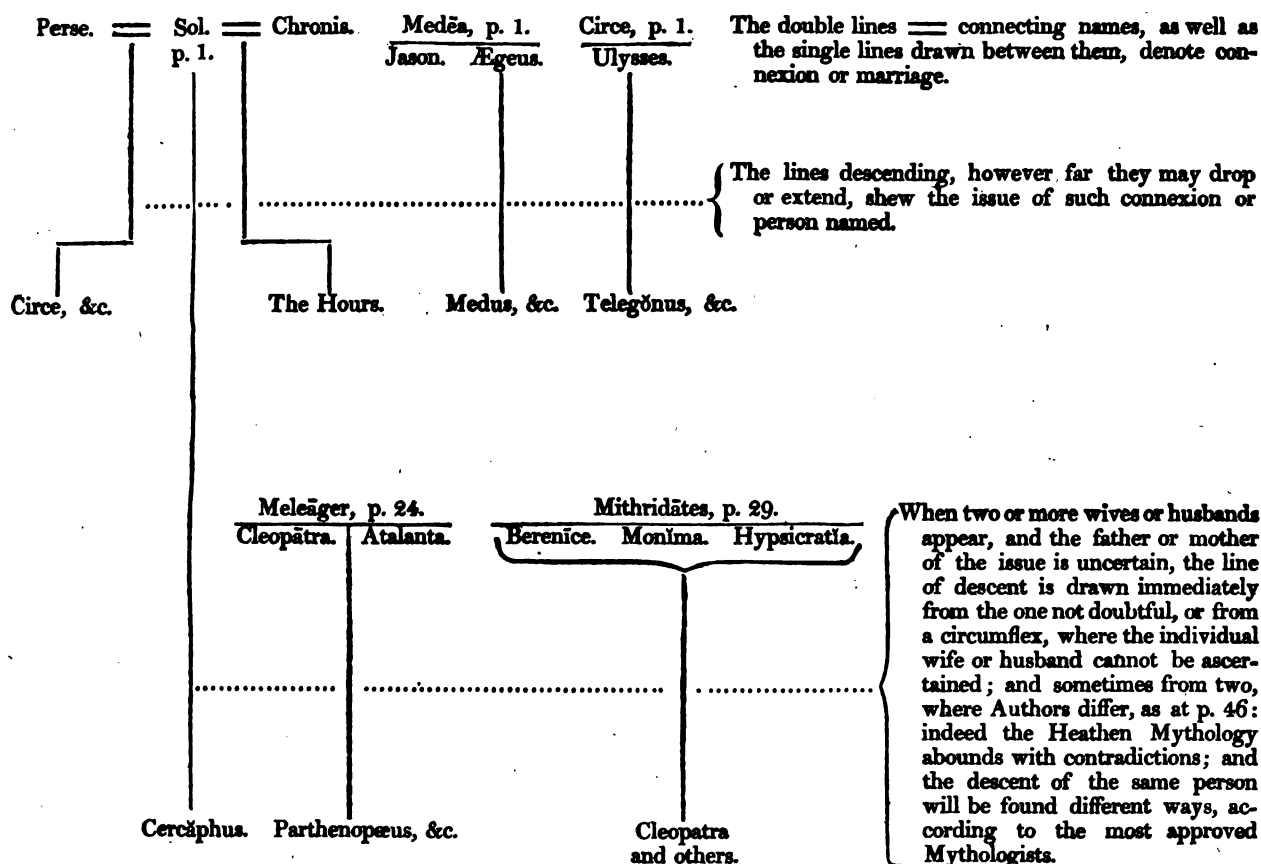 Perse. Sol. Chronis.
p. 1.
Medēa, p. 1.
Jason. Ægeus.
Circe, p. 1.
Ulysses.
The double lines == connecting names, as well as
the single lines drawn between them, denote con-
nexion or marriage.
The lines descending, however far they may drop
or extend, shew the issue of such connexion or
person named.
Circe, &c. The Hours. Medus, &c. Telegŏnus, &c.
Meleāger, p. 24.
Cleopātra. Atalanta.
Mithridātes, p. 29.
Berenīce. Monĭma. Hypsicratīa.
When two or more wives or husbands
appear, and the father or mother
of the issue is uncertain, the line
of descent is drawn immediately
from the one not doubtful, or from
a circumflex, where the individual
wife or husband cannot be ascer-
tained; and sometimes from two,
where Authors differ, as at p. 46:
indeed the Heathen Mythology
abounds with contradictions; and
the descent of the same person
will be found different ways, ac-
cording to the most approved
Mythologists.
Cercăphus. Parthenopæus, &c. Cleopatra
and others.